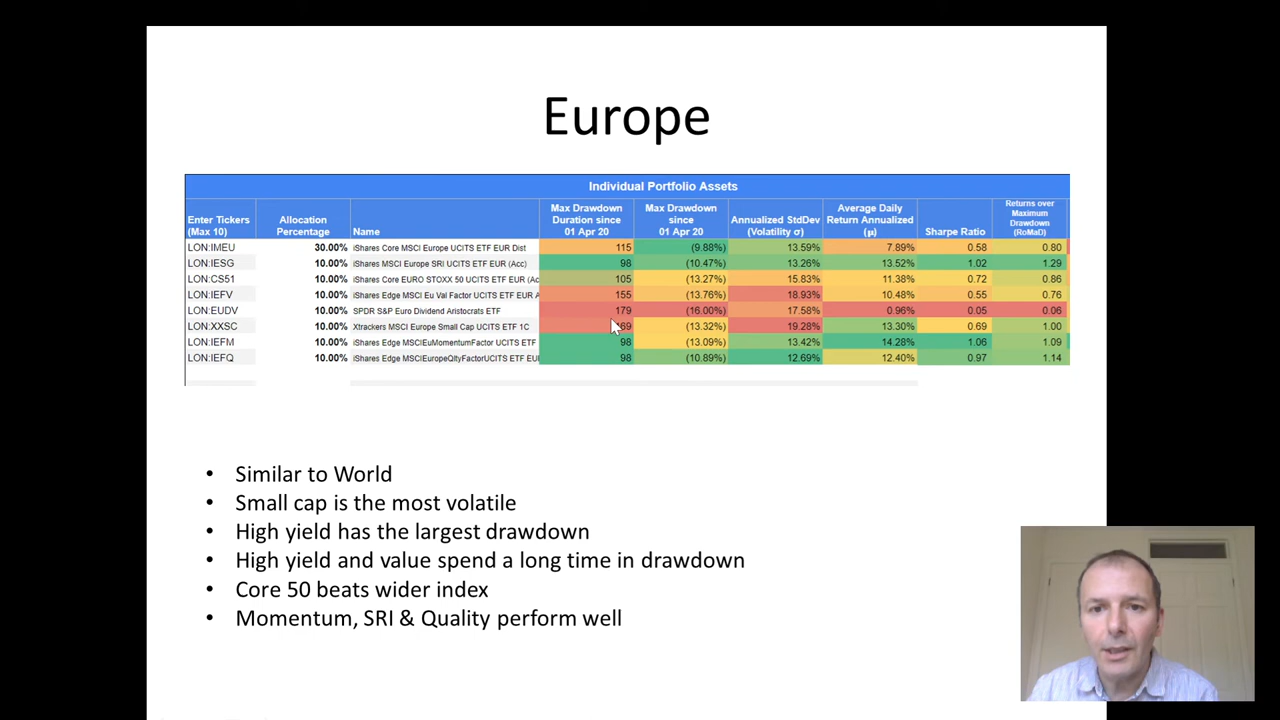 Europe
Individual Portfolio Assets
Enter Tickers (Max 10) Allocation Percentage Name Max Drawdown Duration since 01 Apr 20 Max Drawdown since 01 Apr 20 Annualized StdDev (Volatility σ) Average Daily Return Annualized (µ) Sharpe Ratio Returns over Maximum Drawdown (RoMaD)
LON:IMEU 30.00% iShares Core MSCI Europe UCITS ETF EUR Dist 115 (9.88%) 13.59% 7.89% 0.58 0.80
LON:IESG 10.00% iShares MSCI Europe SRI UCITS ETF EUR (Acc) 98 (10.47%) 13.26% 13.52% 1.02 1.29
LON:CS51 10.00% iShares Core EURO STOXX 50 UCITS ETF EUR (Ac 105 (13.27%) 15.83% 11.38% 0.72 0.86
LON:IEFV 10.00% iShares Edge MSCI Eu Val Factor UCITS ETF EUR A 155 (13.76%) 18.93% 10.48% 0.55 0.76
LON:EUDV 10.00% SPDR S&P Euro Dividend Aristocrats ETF 179 (16.00%) 17.58% 0.96% 0.05 0.06
LON:XXSC 10.00% Xtrackers MSCI Europe Small Cap UCITS ETF 1C (13.32%) 19.28% 13.30% 0.69 1.00
LON:IEFM 10.00% iShares Edge MSCIEuMomentumFactor UCITS ETF 98 (13.09%) 13.42% 14.28% 1.06 1.09
LON:IEFQ 10.00% iShares Edge MSCIEuropeQltyFactorUCITS ETF EUI 98 (10.89%) 12.69% 12.40% 0.97 1.14
• Similar to World
• Small cap is the most volatile
• High yield has the largest drawdown
• High yield and value spend a long time in drawdown
• Core 50 beats wider index
• Momentum, SRI & Quality perform well